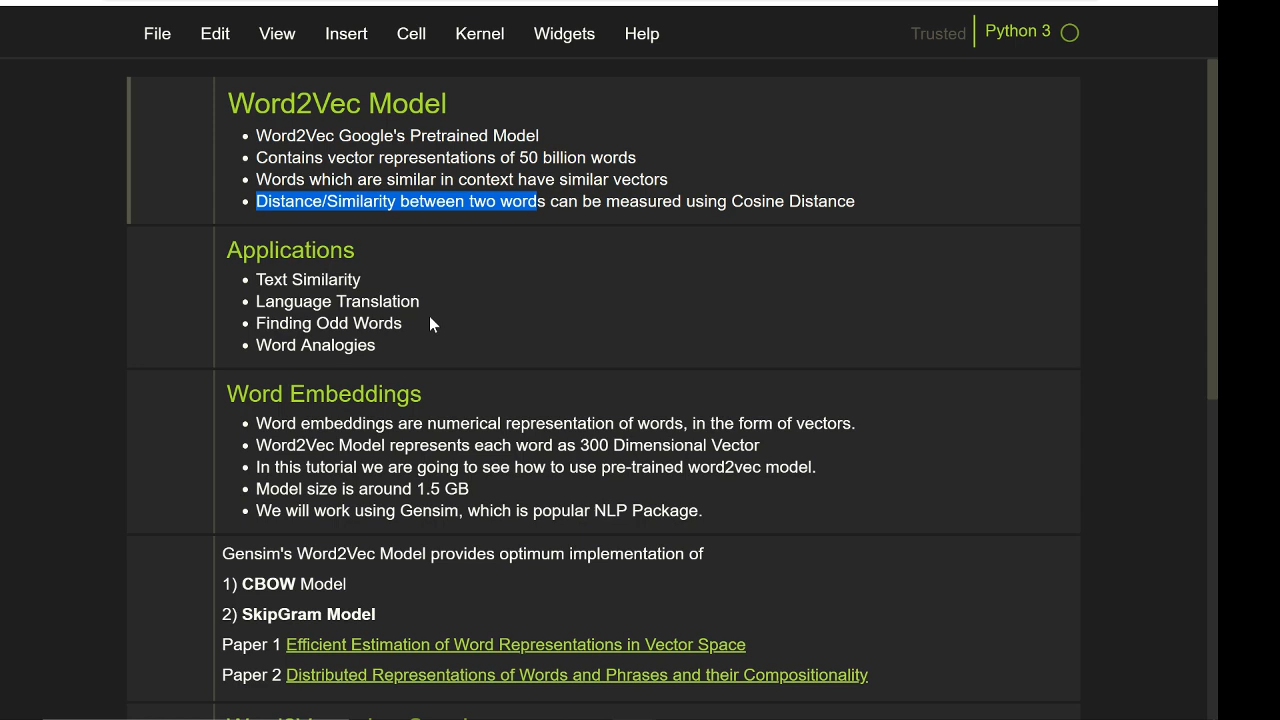 File Edit View Insert Cell Kernel Widgets Help Trusted Python 3
Word2Vec Model
Word2Vec Google's Pretrained Model
Contains vector representations of 50 billion words
Words which are similar in context have similar vectors
Distance/Similarity between two words can be measured using Cosine Distance
Applications
Text Similarity
Language Translation
Finding Odd Words
Word Analogies
Word Embeddings
Word embeddings are numerical representation of words, in the form of vectors.
Word2Vec Model represents each word as 300 Dimensional Vector
In this tutorial we are going to see how to use pre-trained word2vec model.
Model size is around 1.5 GB
We will work using Gensim, which is popular NLP Package.
Gensim's Word2Vec Model provides optimum implementation of
1) CBOW Model
2) SkipGram Model
Paper 1 Efficient Estimation of Word Representations in Vector Space
Paper 2 Distributed Representations of Words and Phrases and their Compositionality